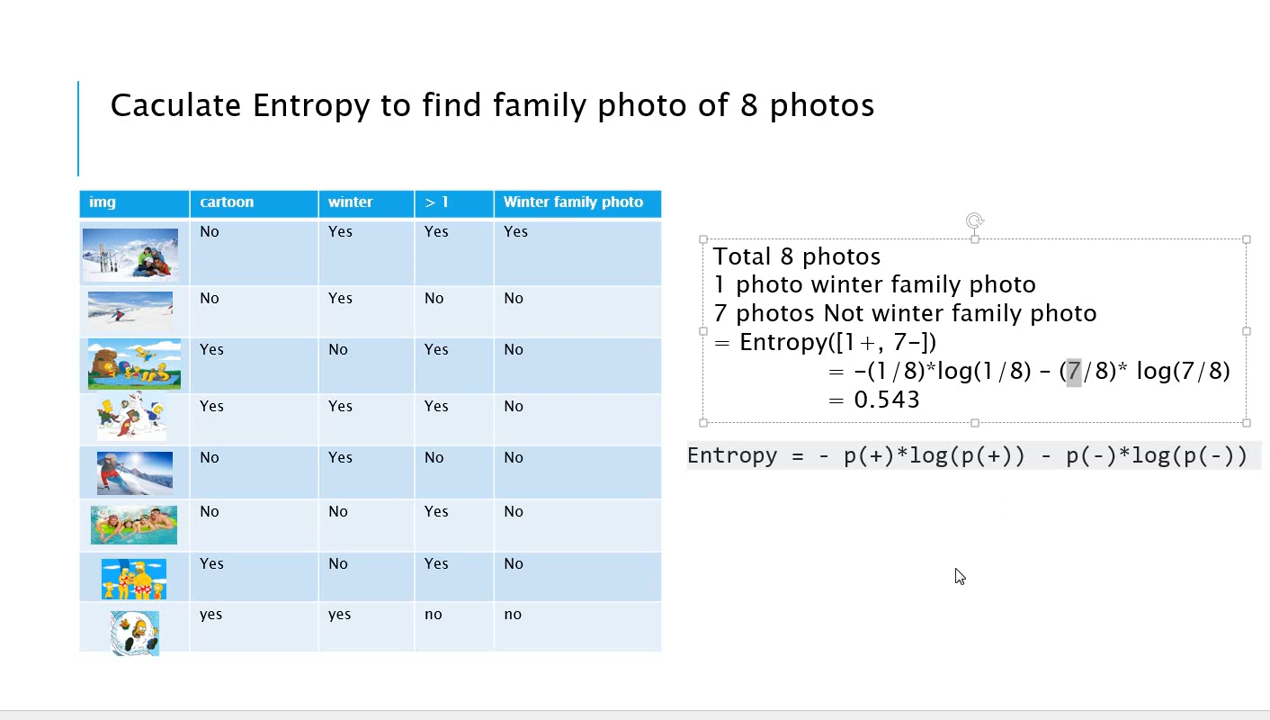 Caculate Entropy to find family photo of 8 photos
img cartoon winter > 1 Winter family photo
No Yes Yes Yes
No Yes No No
Yes No Yes No
Yes Yes Yes No
No Yes No No
No No Yes No
Yes No Yes No
yes yes no no
Total 8 photos
1 photo winter family photo
7 photos Not winter family photo
= Entropy([1+, 7-])
= -(1/8)*log(1/8) - (7/8)* log(7/8)
= 0.543
Entropy = - p(+)*log(p(+)) - p(-)*log(p(-))